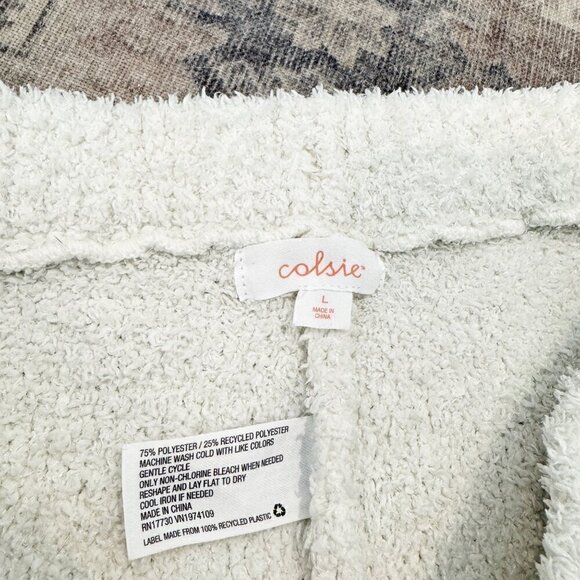 colsie™
L
MADE IN
CHINA
75% POLYESTER / 25% RECYCLED POLYESTER
MACHINE WASH COLD WITH LIKE COLORS
GENTLE CYCLE
ONLY NON-CHLORINE BLEACH WHEN NEEDED
RESHAPE AND LAY FLAT TO DRY
COOL IRON IF NEEDED
MADE IN CHINA
RN17730 VN1974109
LABEL MADE FROM 100% RECYCLED PLASTIC